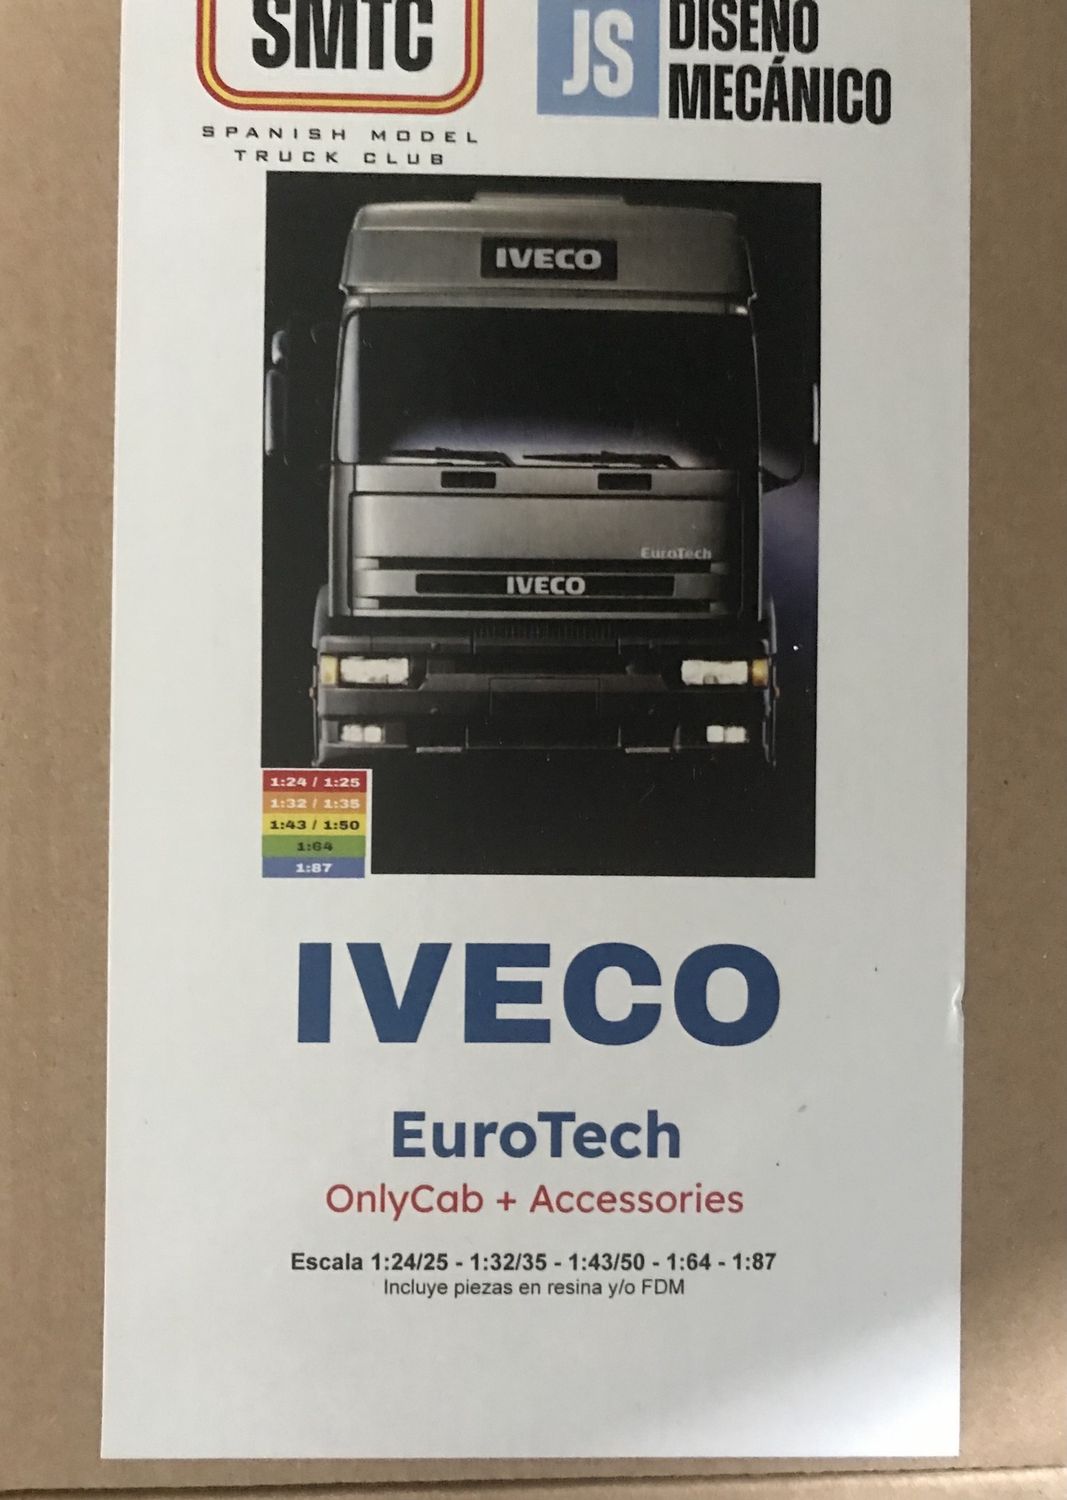 SMTC
SPANISH MODEL
TRUCK CLUB
JS
DISEÑO
MECÁNICO
IVECO
EuroTech
IVECO
1:24 / 1:25
1:32 / 1:35
1:43 / 1:50
1:64
1:87
IVECO
EuroTech
OnlyCab + Accessories
Escala 1:24/25 - 1:32/35 - 1:43/50 - 1:64 - 1:87
Incluye piezas en resina y/o FDM